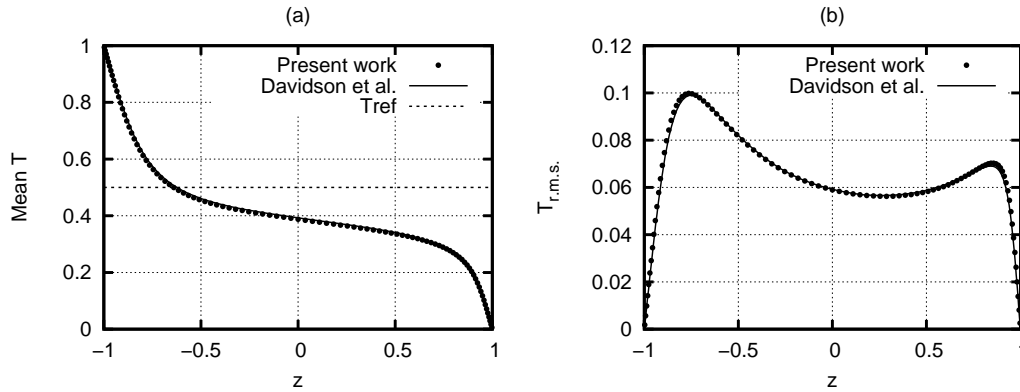 (a)
Mean T
1
0.8
0.6
0.4
0.2
0
−1
−0.5
0
0.5
1
z
Present work
Davidson et al.
Tref
(b)
T_{r.m.s.}
0.12
0.1
0.08
0.06
0.04
0.02
0
−1
−0.5
0
0.5
1
z
Present work
Davidson et al.